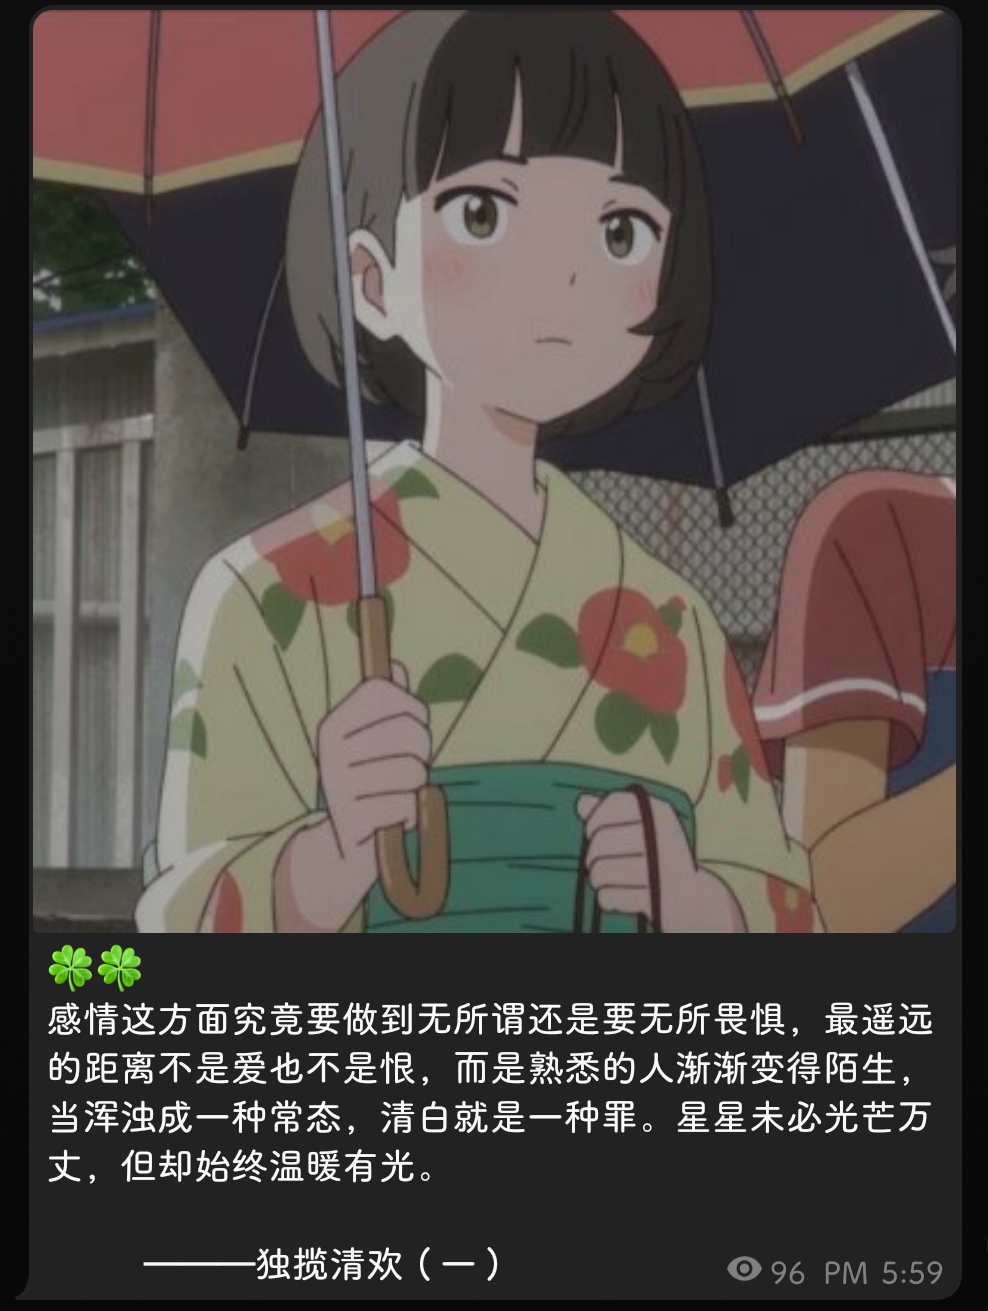 🍀🍀
感情这方面究竟要做到无所谓还是要无所畏惧，最遥远
的距离不是爱也不是恨，而是熟悉的人渐渐变得陌生，
当浑浊成一种常态，清白就是一种罪。星星未必光芒万
丈，但却始终温暖有光。
———独揽清欢（一）
96 PM 5:59